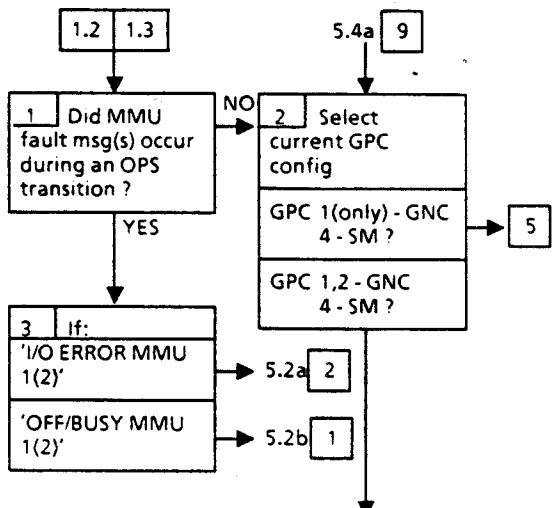 1.2 1.3
5.4a 9
1 Did MMU
fault msg(s) occur
during an OPS
transition ?
NO
YES
2 Select
current GPC
config
GPC 1(only) - GNC
4 - SM ?
5
GPC 1,2 - GNC
4 - SM ?
3 If:
'I/O ERROR MMU
1(2)'
5.2a 2
'OFF/BUSY MMU
1(2)'
5.2b 1